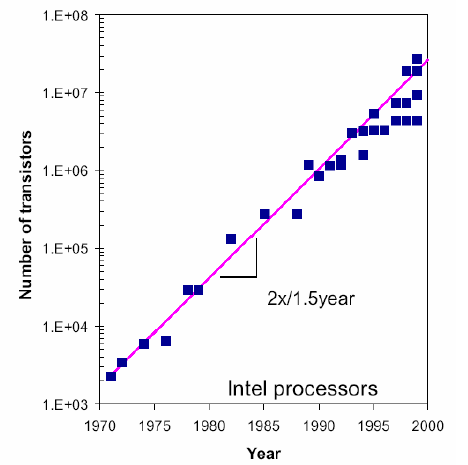 1.E+08
1.E+07
1.E+06
1.E+05
1.E+04
1.E+03
Number of transistors
2x/1.5year
Intel processors
1970 1975 1980 1985 1990 1995 2000
Year